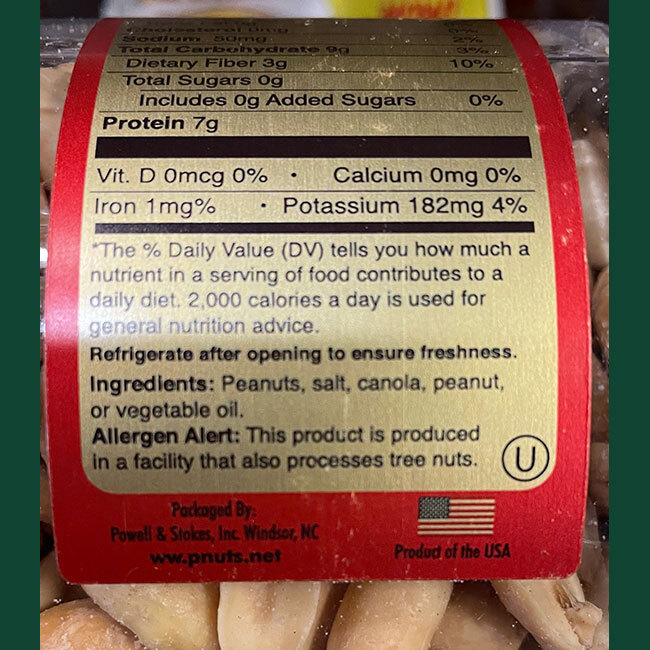 Cholesterol 0mg 0%
Sodium 50mg 2%
Total Carbohydrate 9g 3%
Dietary Fiber 3g 10%
Total Sugars 0g
Includes 0g Added Sugars 0%
Protein 7g
Vit. D 0mcg 0% • Calcium 0mg 0%
Iron 1mg% • Potassium 182mg 4%
*The % Daily Value (DV) tells you how much a
nutrient in a serving of food contributes to a
daily diet. 2,000 calories a day is used for
general nutrition advice.
Refrigerate after opening to ensure freshness.
Ingredients: Peanuts, salt, canola, peanut,
or vegetable oil.
Allergen Alert: This product is produced
in a facility that also processes tree nuts.
U
Packaged By:
Powell & Stokes, Inc. Windsor, NC
www.pnuts.net
Product of the USA